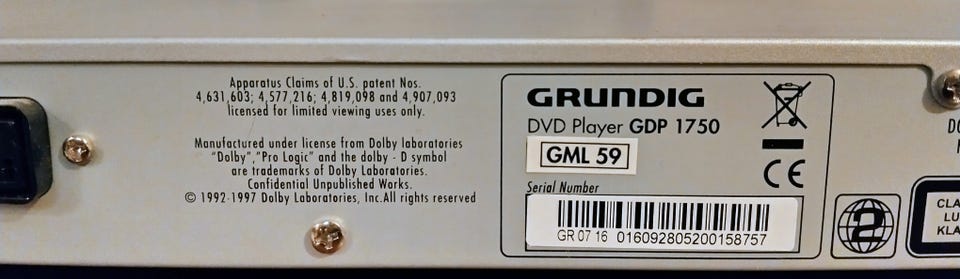 Apparatus Claims of U.S. patent Nos.
4,631,603; 4,577,216; 4,819,098 and 4,907,093
licensed for limited viewing uses only.
Manufactured under license from Dolby laboratories
"Dolby","Pro Logic" and the dolby - D symbol
are trademarks of Dolby Laboratories.
Confidential Unpublished Works.
© 1992-1997 Dolby Laboratories, Inc.All rights reserved
GRUNDIG
DVD Player GDP 1750
GML 59
CE
Serial Number
GR 07 16 016092805200158757
2
CLA
LU
KLA